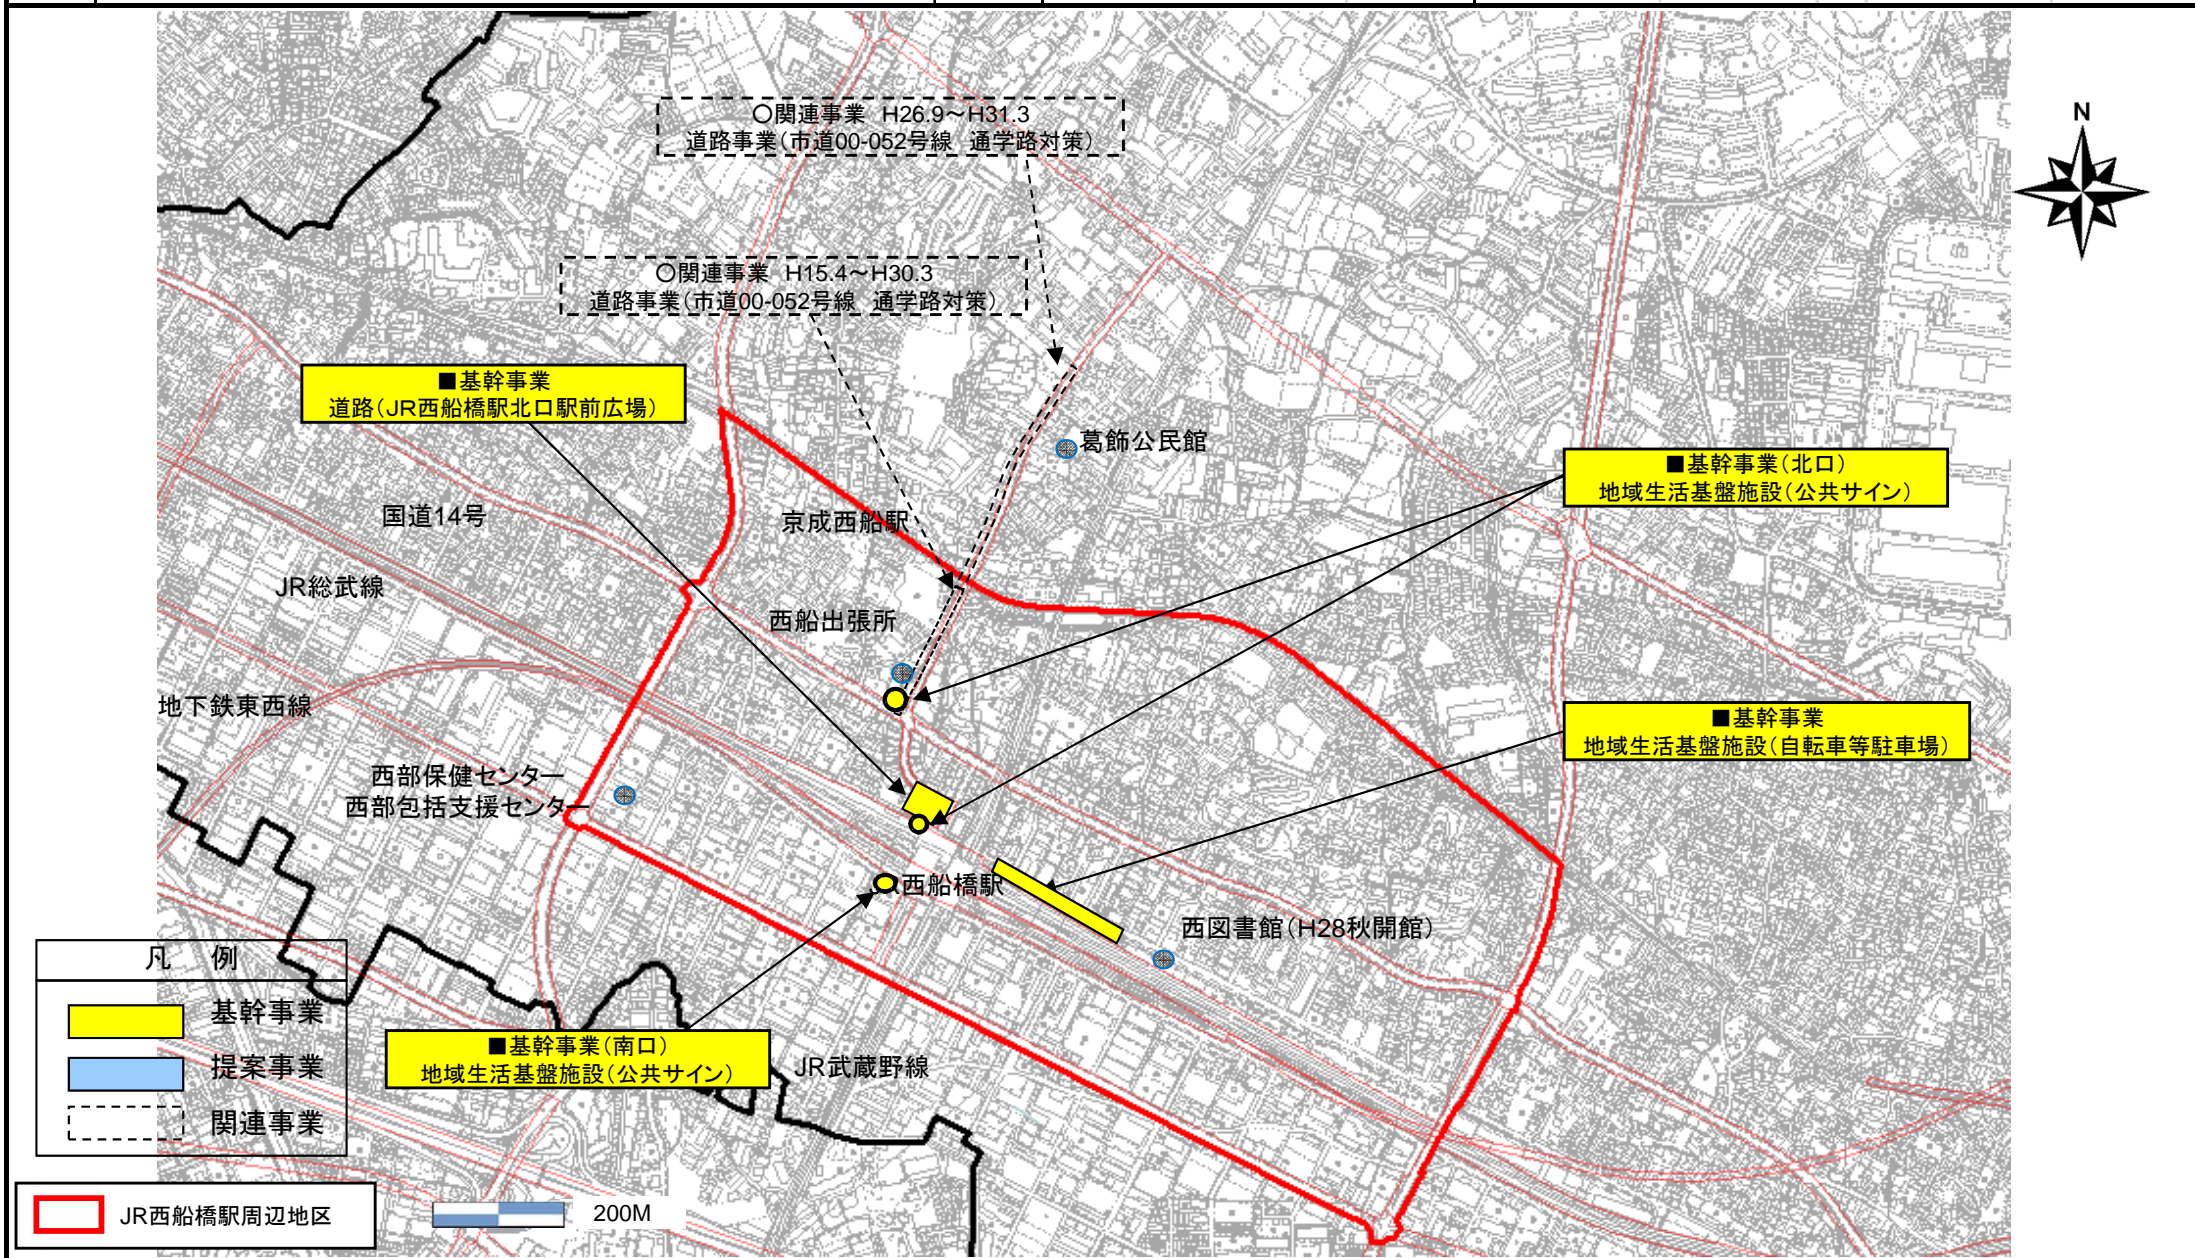 ○関連事業 H26.9～H31.3
道路事業（市道00-052号線 通学路対策）
N
○関連事業 H15.4～H30.3
道路事業（市道00-052号線 通学路対策）
■基幹事業
道路（JR西船橋駅北口駅前広場）
葛飾公民館
■基幹事業（北口）
地域生活基盤施設（公共サイン）
国道14号
京成西船駅
JR総武線
西船出張所
地下鉄東西線
■基幹事業
地域生活基盤施設（自転車等駐車場）
西部保健センター
西部包括支援センター
西船橋駅
西図書館（H28秋開館）
凡 例
基幹事業
提案事業
関連事業
■基幹事業（南口）
地域生活基盤施設（公共サイン）
JR武蔵野線
JR西船橋駅周辺地区
200M